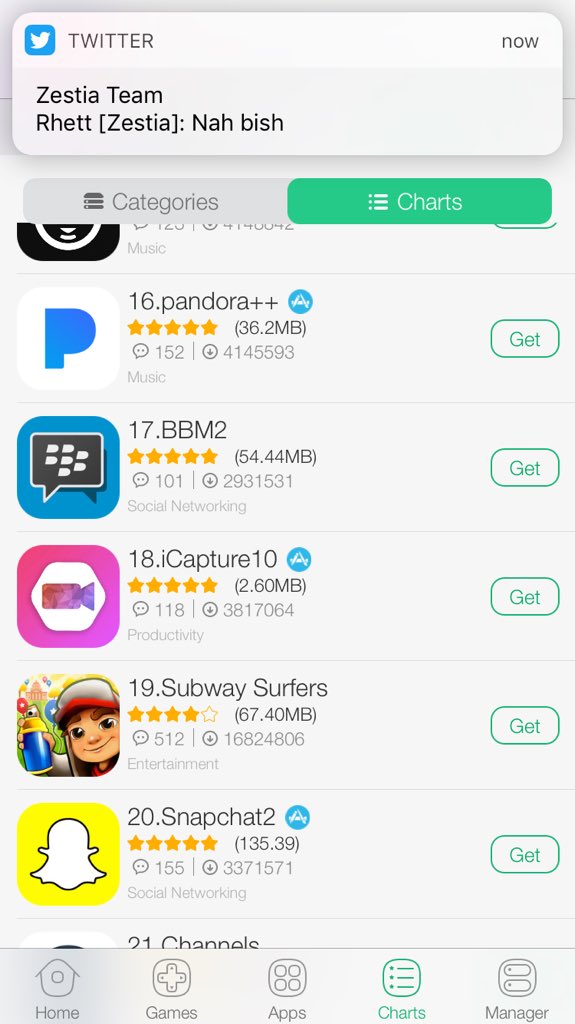 TWITTER now
Zestia Team
Rhett [Zestia]: Nah bish
Categories Charts
Music
16.pandora++
(36.2MB)
152 4145593
Get
Music
17.BBM2
(54.44MB)
101 2931531
Get
Social Networking
18.iCapture10
(2.60MB)
118 3817064
Get
Productivity
19.Subway Surfers
(67.40MB)
512 16824806
Get
Entertainment
20.Snapchat2
(135.39)
155 3371571
Get
Social Networking
21.Channels
Home Games Apps Charts Manager